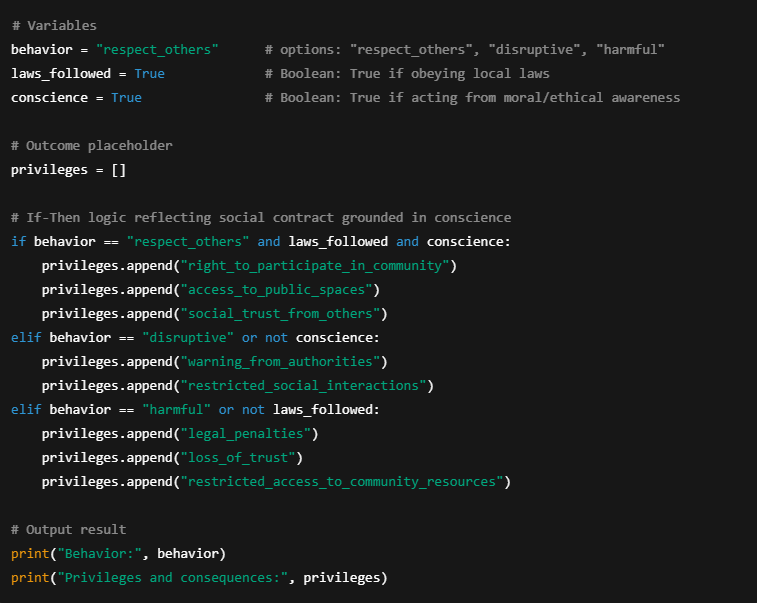 # Variables
behavior = "respect_others"      # options: "respect_others", "disruptive", "harmful"
laws_followed = True             # Boolean: True if obeying local laws
conscience = True                # Boolean: True if acting from moral/ethical awareness

# Outcome placeholder
privileges = []

# If-Then logic reflecting social contract grounded in conscience
if behavior == "respect_others" and laws_followed and conscience:
    privileges.append("right_to_participate_in_community")
    privileges.append("access_to_public_spaces")
    privileges.append("social_trust_from_others")
elif behavior == "disruptive" or not conscience:
    privileges.append("warning_from_authorities")
    privileges.append("restricted_social_interactions")
elif behavior == "harmful" or not laws_followed:
    privileges.append("legal_penalties")
    privileges.append("loss_of_trust")
    privileges.append("restricted_access_to_community_resources")

# Output result
print("Behavior:", behavior)
print("Privileges and consequences:", privileges)